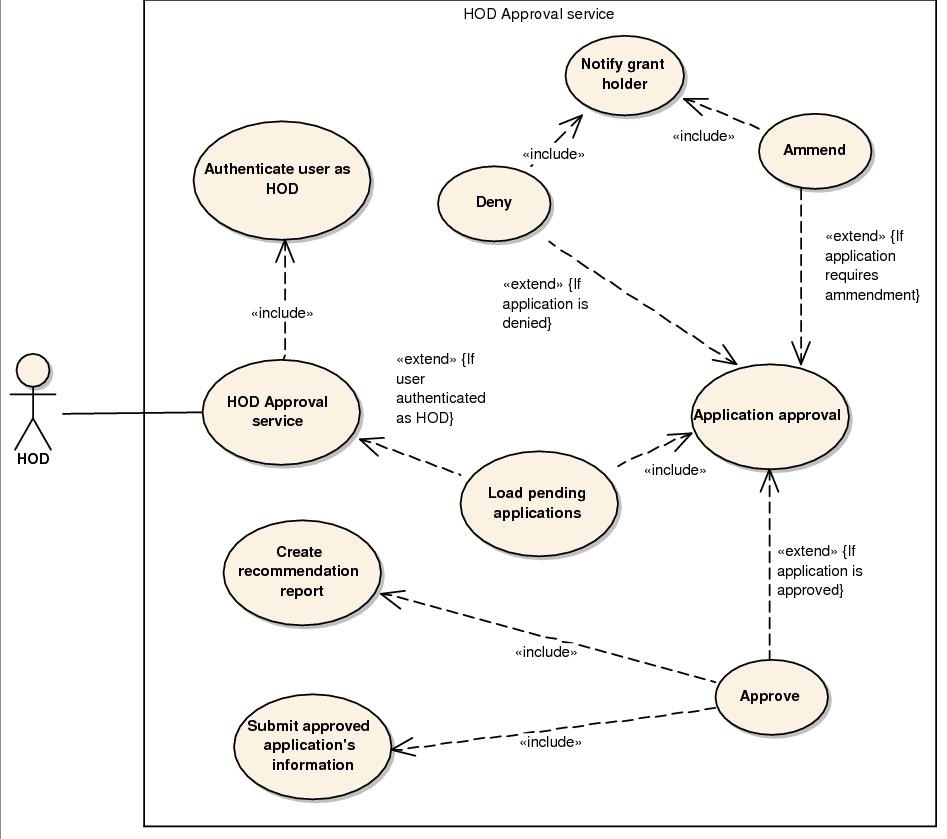 HOD Approval service
Notify grant
holder
«include»
Ammend
Authenticate user as
HOD
«include»
Deny
«extend» {If
application
requires
ammendment}
«extend» {If
application is
denied}
«include»
«extend» {If
user
authenticated
as HOD}
HOD
HOD Approval
service
Application approval
«include»
Load pending
applications
Create
recommendation
report
«extend» {If
application is
approved}
«include»
Approve
Submit approved
application's
information
«include»